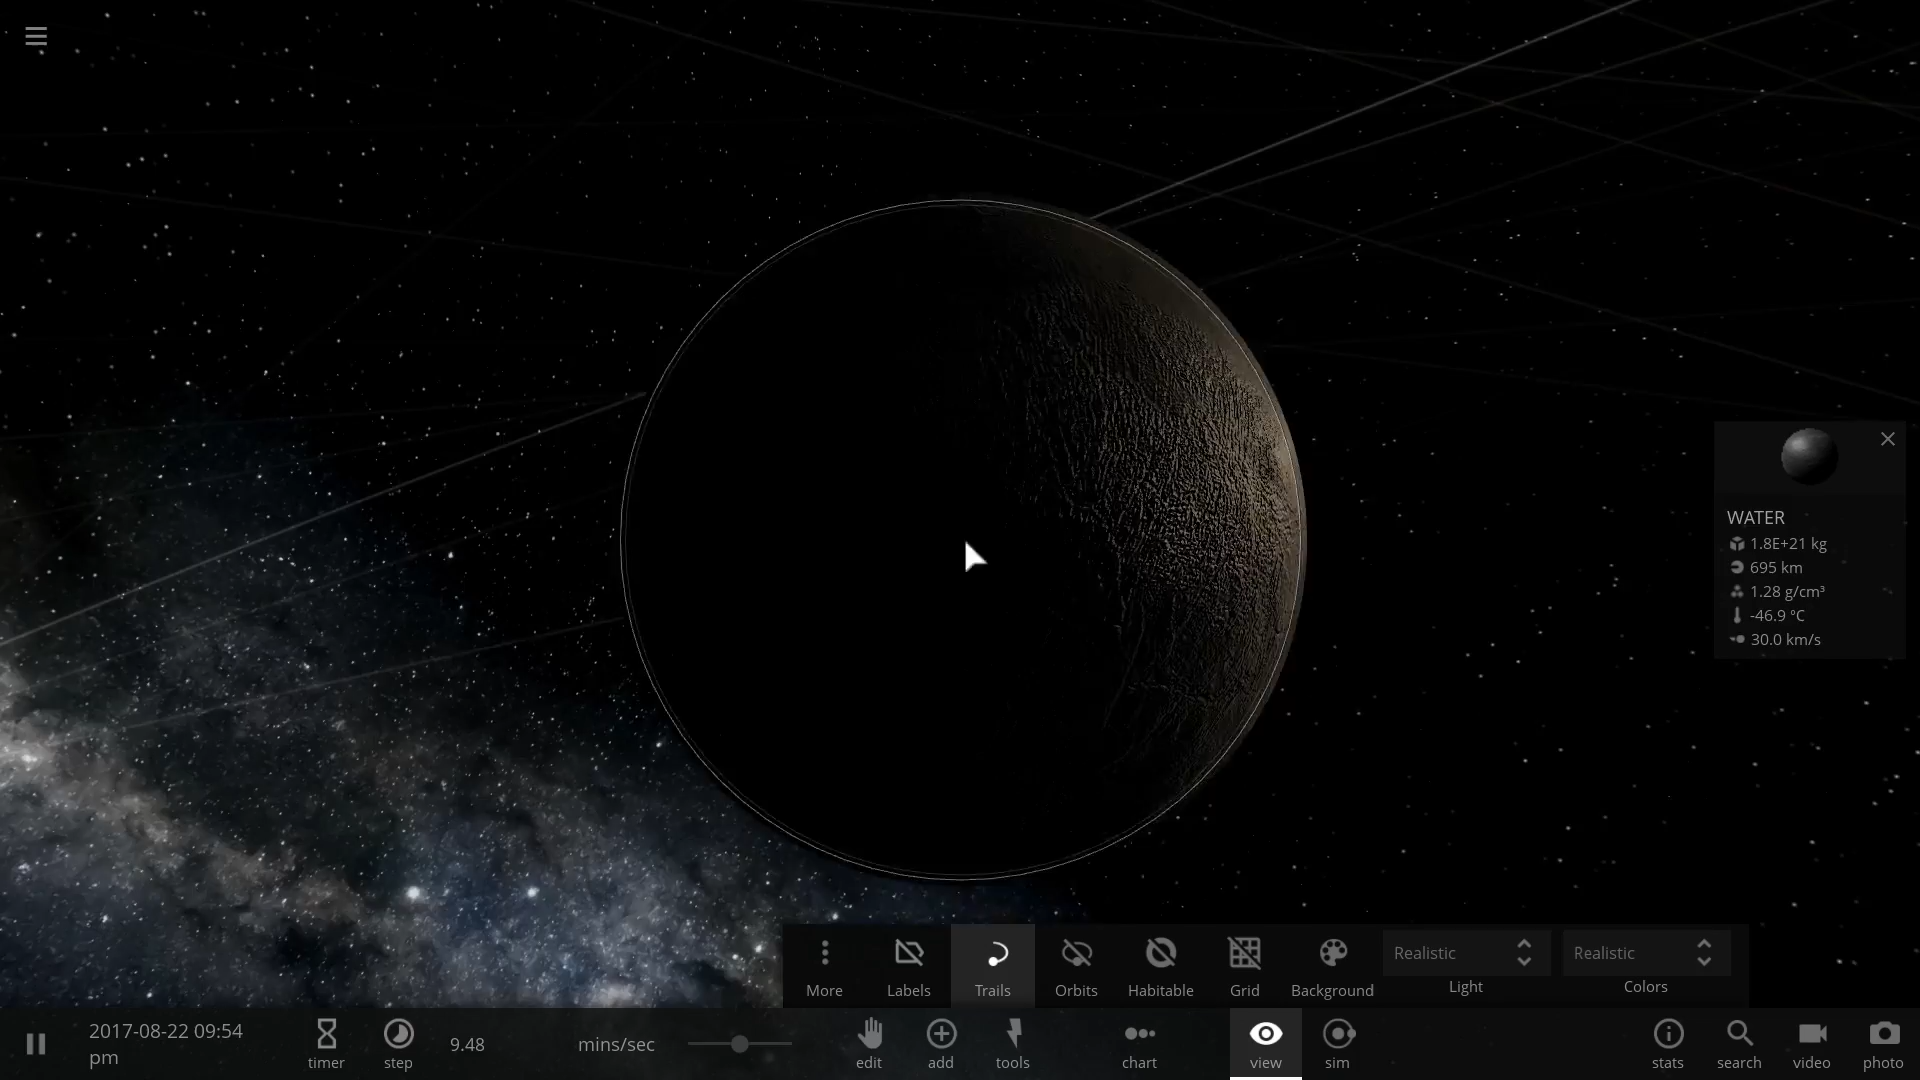 WATER
1.8E+21 kg
695 km
1.28 g/cm³
-46.9 °C
30.0 km/s
More
Labels
Trails
Orbits
Habitable
Grid
Background
Realistic
Light
Realistic
Colors
2017-08-22 09:54
pm
timer
step
9.48
mins/sec
edit
add
tools
chart
view
sim
stats
search
video
photo